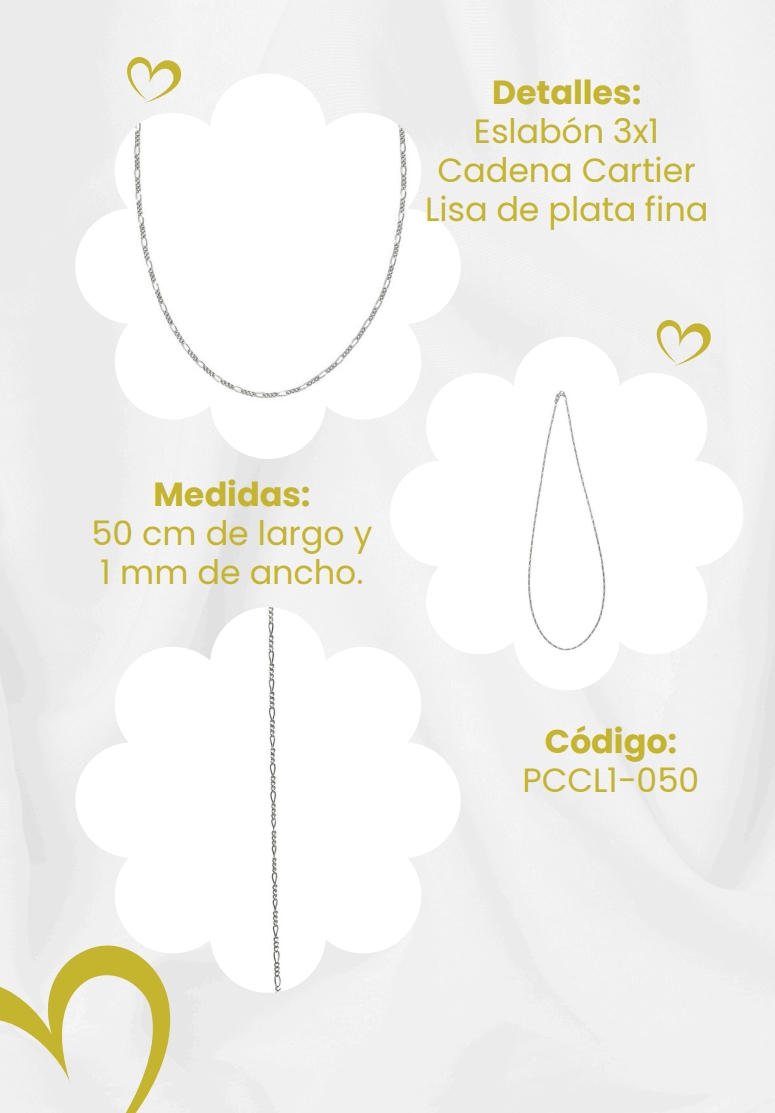 Detalles:
Eslabón 3x1
Cadena Cartier
Lisa de plata fina
Medidas:
50 cm de largo y
1 mm de ancho.
Código:
PCCL1-050